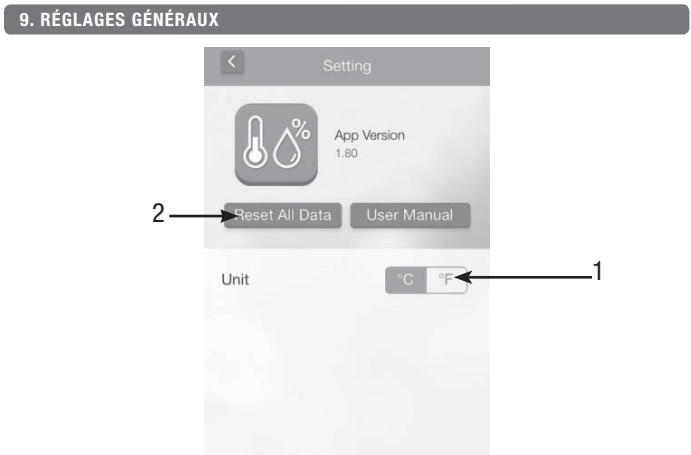 9. RÉGLAGES GÉNÉRAUX
Setting
%
App Version
1.80
2
Reset All Data
User Manual
Unit
°C
°F
1